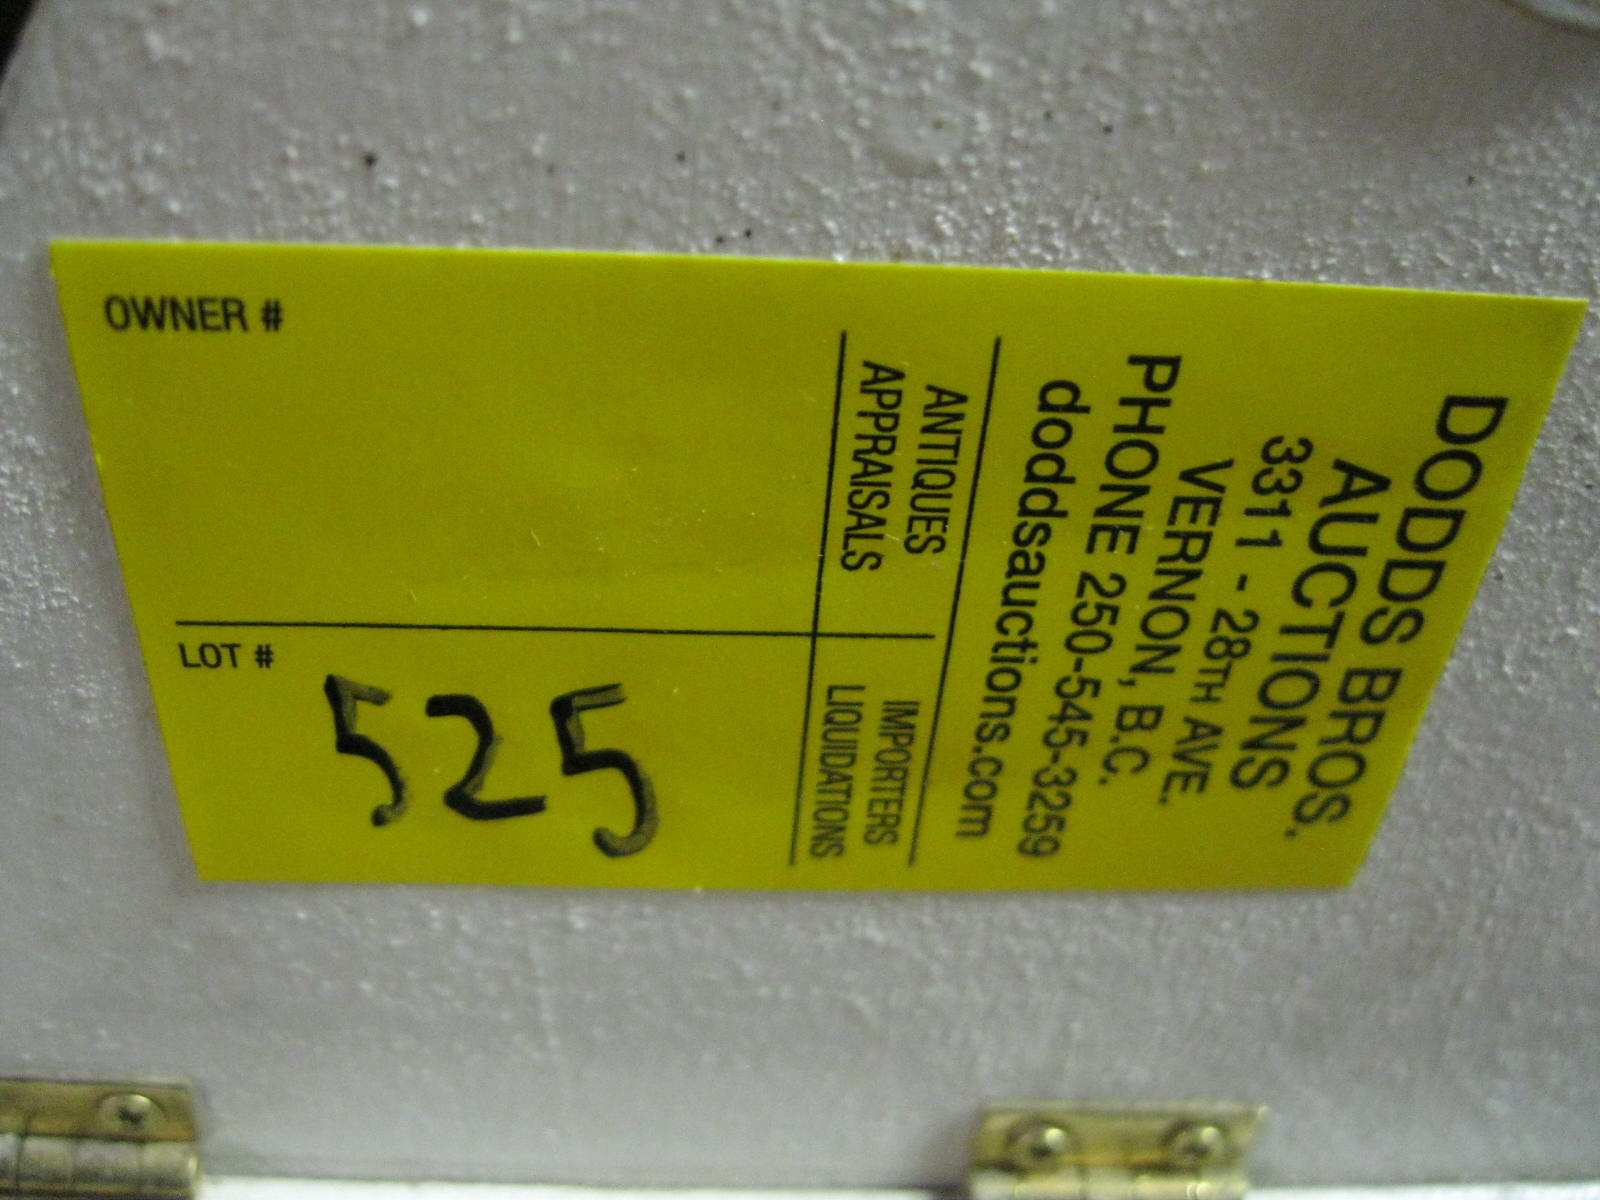 DODDS BROS.
AUCTIONS
3311 - 28TH AVE.
VERNON, B.C.
PHONE 250-545-3259
doddsauctions.com
ANTIQUES
APPRAISALS
IMPORTERS
LIQUIDATIONS
OWNER #
LOT #
525